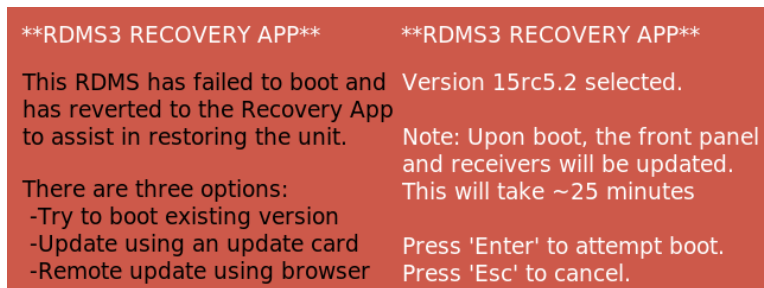 **RDMS3 RECOVERY APP**
This RDMS has failed to boot and
has reverted to the Recovery App
to assist in restoring the unit.
There are three options:
-Try to boot existing version
-Update using an update card
-Remote update using browser
**RDMS3 RECOVERY APP**
Version 15rc5.2 selected.
Note: Upon boot, the front panel
and receivers will be updated.
This will take ~25 minutes
Press 'Enter' to attempt boot.
Press 'Esc' to cancel.